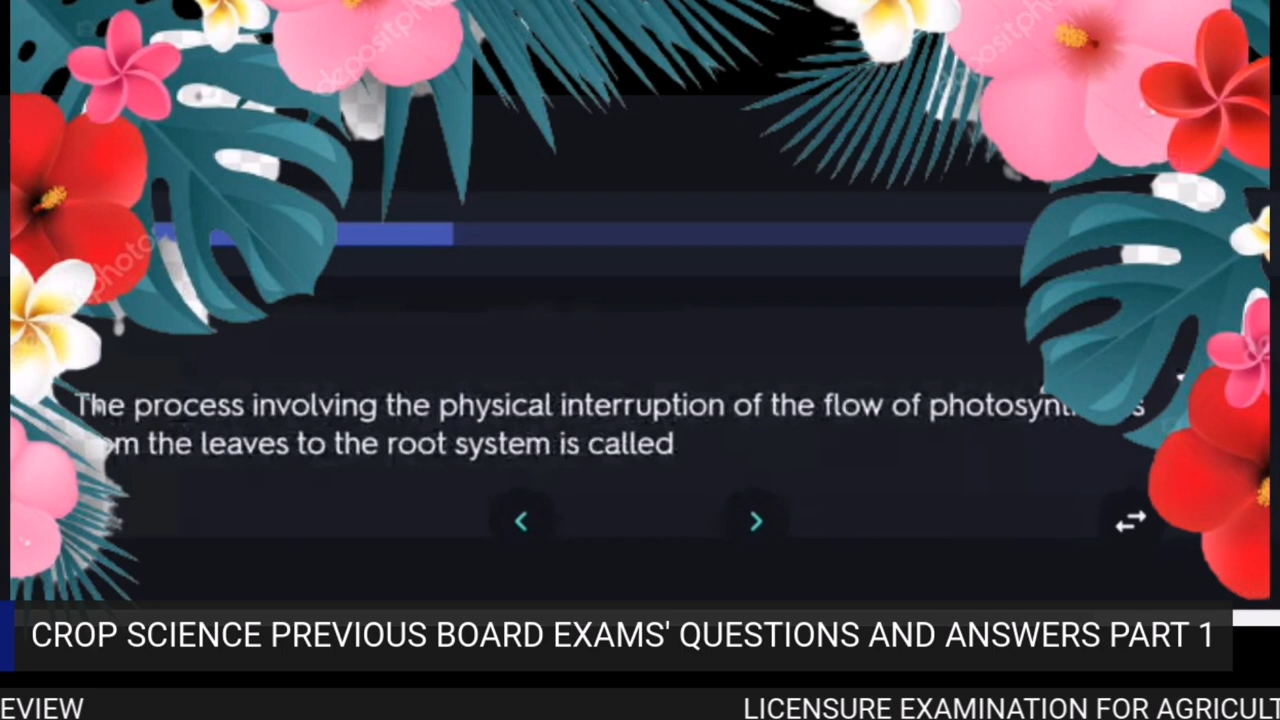 The process involving the physical interruption of the flow of
the leaves to the root system is called
CROP SCIENCE PREVIOUS BOARD EXAMS' QUESTIONS AND ANSWERS PART 1
EVIEW
LICENSURE EXAMINATION FOR AGRICULT